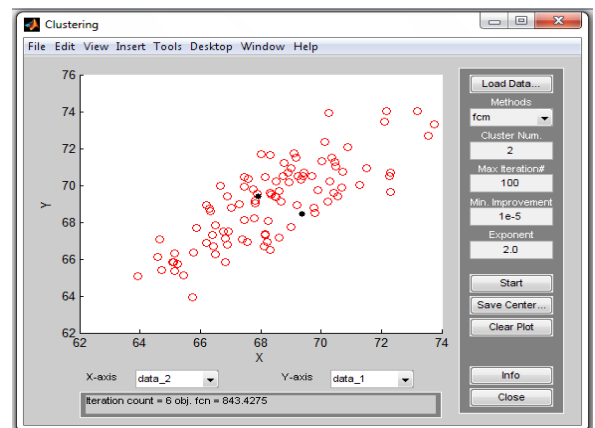 Clustering
File Edit View Insert Tools Desktop Window Help
76
74
72
70
68
66
64
62
Y
62 64 66 68 70 72 74
X
X-axis data_2 Y-axis data_1
Iteration count = 6 obj. fcn = 843.4275
Load Data...
Methods
fcm
Cluster Num.
2
Max Iteration#
100
Min. Improvement
1e-5
Exponent
2.0
Start
Save Center...
Clear Plot
Info
Close